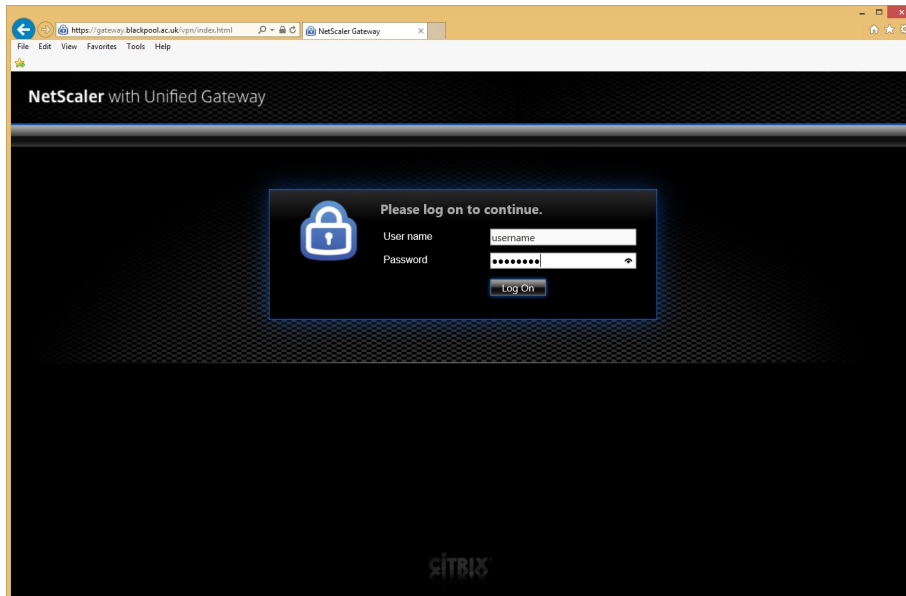 https://gateway.blackpool.ac.uk/vpn/index.html
NetScaler Gateway
File Edit View Favorites Tools Help
NetScaler with Unified Gateway
Please log on to continue.
User name
username
Password
••••••••
Log On
CITRIX